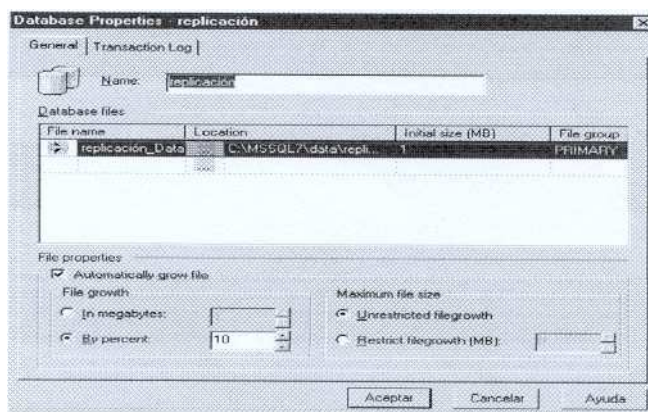 Database Properties - replicación
General Transaction Log
Name: replicación
Database files
File name Location Initial size (MB) File group
replicación_Data ... C:\MSSQL7\data\repli... 1 PRIMARY
...
File properties
Automatically grow file
File growth Maximum file size
In megabytes: Unrestricted filegrowth
By percent: 10 Restrict filegrowth (MB):
Aceptar Cancelar Ayuda